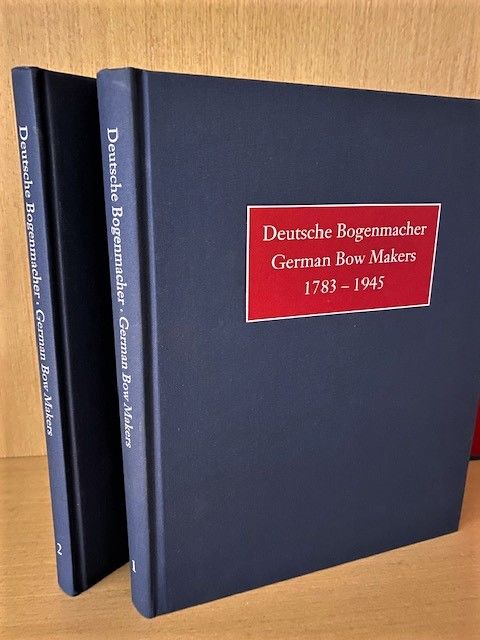 Deutsche Bogenmacher · German Bow Makers
2
Deutsche Bogenmacher · German Bow Makers
1
Deutsche Bogenmacher
German Bow Makers
1783 – 1945